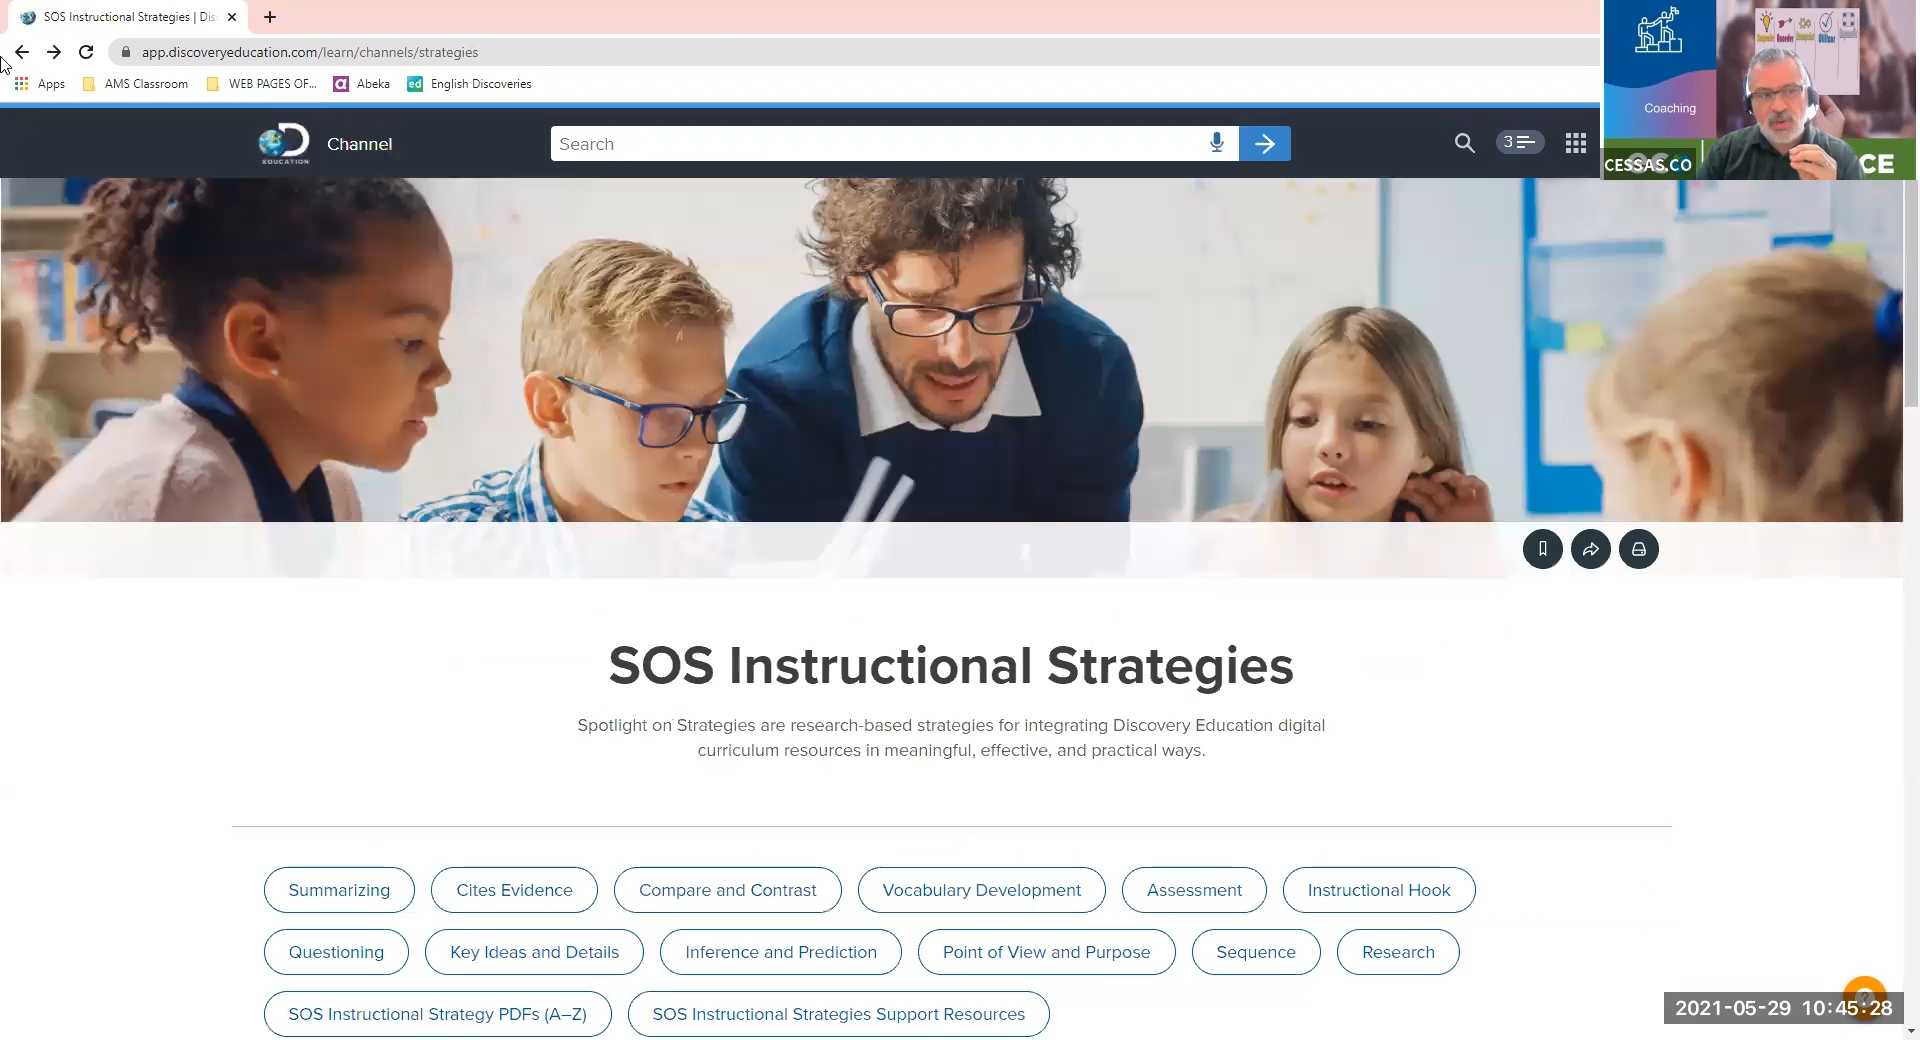 SOS Instructional Strategies | Dis
app.discoveryeducation.com/learn/channels/strategies
Apps
AMS Classroom
WEB PAGES OF...
Abeka
English Discoveries
EDUCATION
Channel
Search
3
Coaching
CESSAS.CO
CE
SOS Instructional Strategies
Spotlight on Strategies are research-based strategies for integrating Discovery Education digital
curriculum resources in meaningful, effective, and practical ways.
Summarizing
Cites Evidence
Compare and Contrast
Vocabulary Development
Assessment
Instructional Hook
Questioning
Key Ideas and Details
Inference and Prediction
Point of View and Purpose
Sequence
Research
SOS Instructional Strategy PDFs (A–Z)
SOS Instructional Strategies Support Resources
2021-05-29 10:45:28